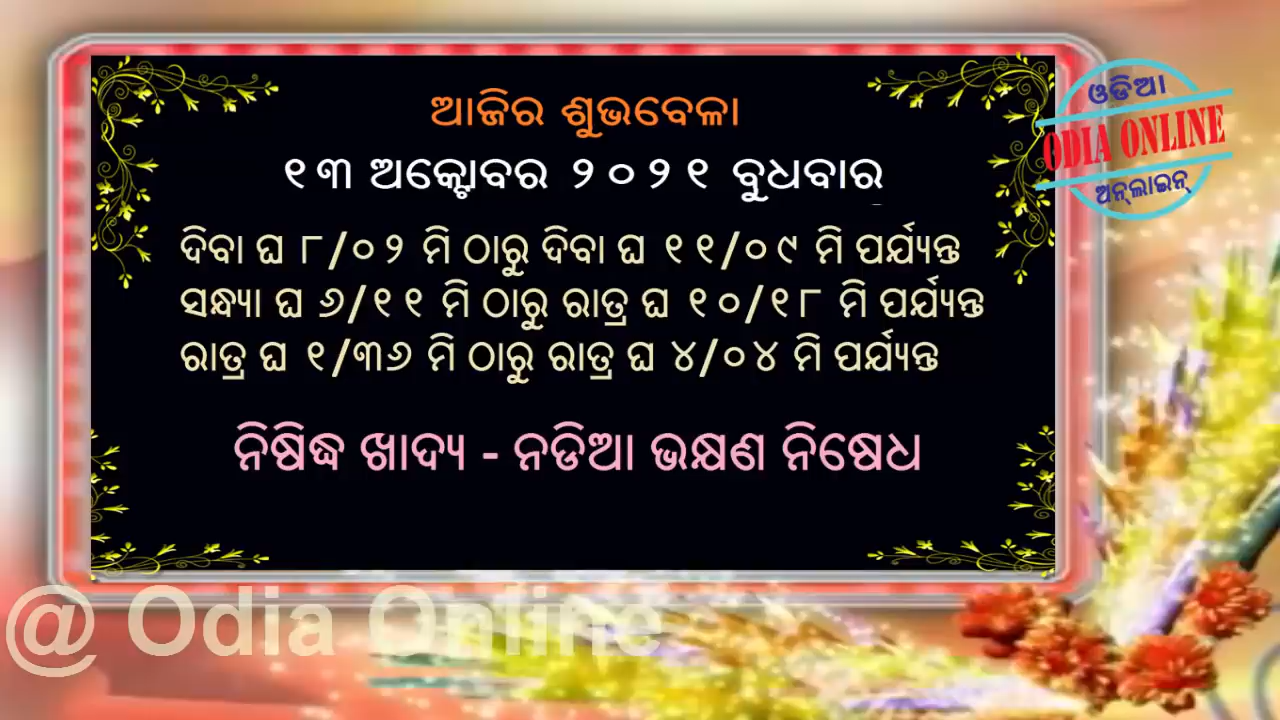 ଆଜିର ଶୁଭବେଳା
୧୩ ଅକ୍ଟୋବର ୨୦୨୧ ବୁଧବାର
ଦିବା ଘ ୮/୦୨ ମି ଠାରୁ ଦିବା ଘ ୧୧/୦୯ ମି ପର୍ଯ୍ୟନ୍ତ
ସନ୍ଧ୍ୟା ଘ ୬/୧୧ ମି ଠାରୁ ରାତ୍ର ଘ ୧୦/୧୮ ମି ପର୍ଯ୍ୟନ୍ତ
ରାତ୍ର ଘ ୧/୩୬ ମି ଠାରୁ ରାତ୍ର ଘ ୪/୦୪ ମି ପର୍ଯ୍ୟନ୍ତ
ନିଷିଦ୍ଧ ଖାଦ୍ୟ - ନଡିଆ ଭକ୍ଷଣ ନିଷେଧ
ଓଡିଆ
ODIA ONLINE
ଅନ୍‌ଲାଇନ୍
@ Odia Online